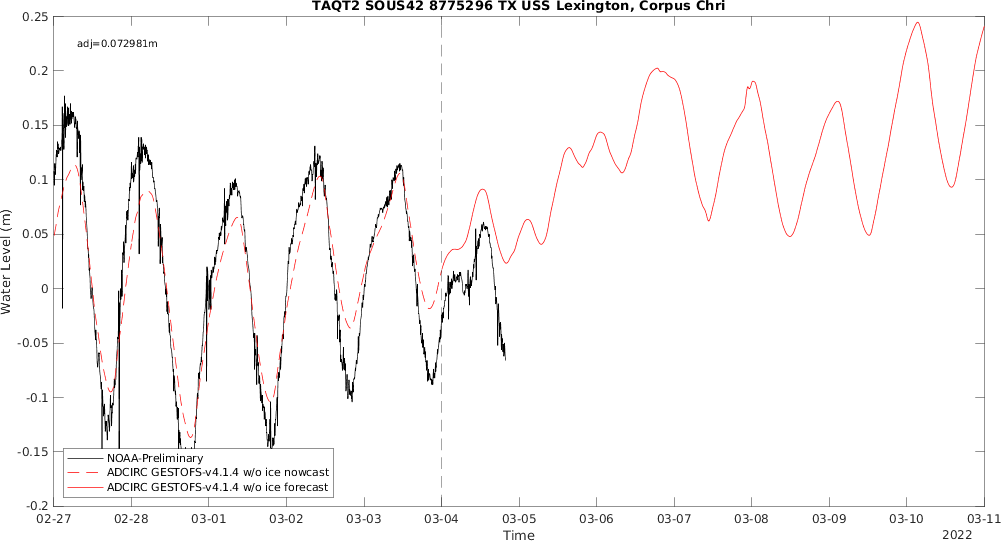 TAQT2 SOUS42 8775296 TX USS Lexington, Corpus Chri
adj=0.072981m
0.25
0.2
0.15
0.1
0.05
0
-0.05
-0.1
-0.15
-0.2
Water Level (m)
NOAA-Preliminary
ADCIRC GESTOFS-v4.1.4 w/o ice nowcast
ADCIRC GESTOFS-v4.1.4 w/o ice forecast
02-27 02-28 03-01 03-02 03-03 03-04 03-05 03-06 03-07 03-08 03-09 03-10 03-11
Time
2022